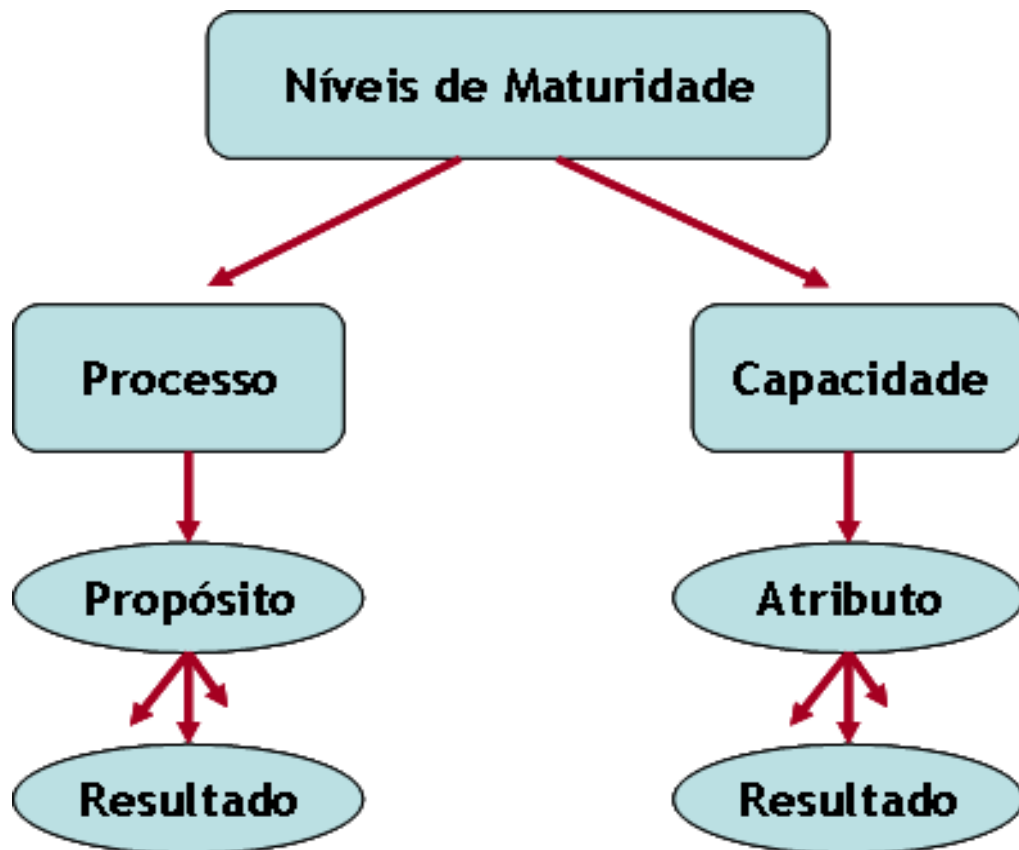 Níveis de Maturidade
Processo
Capacidade
Propósito
Atributo
Resultado
Resultado